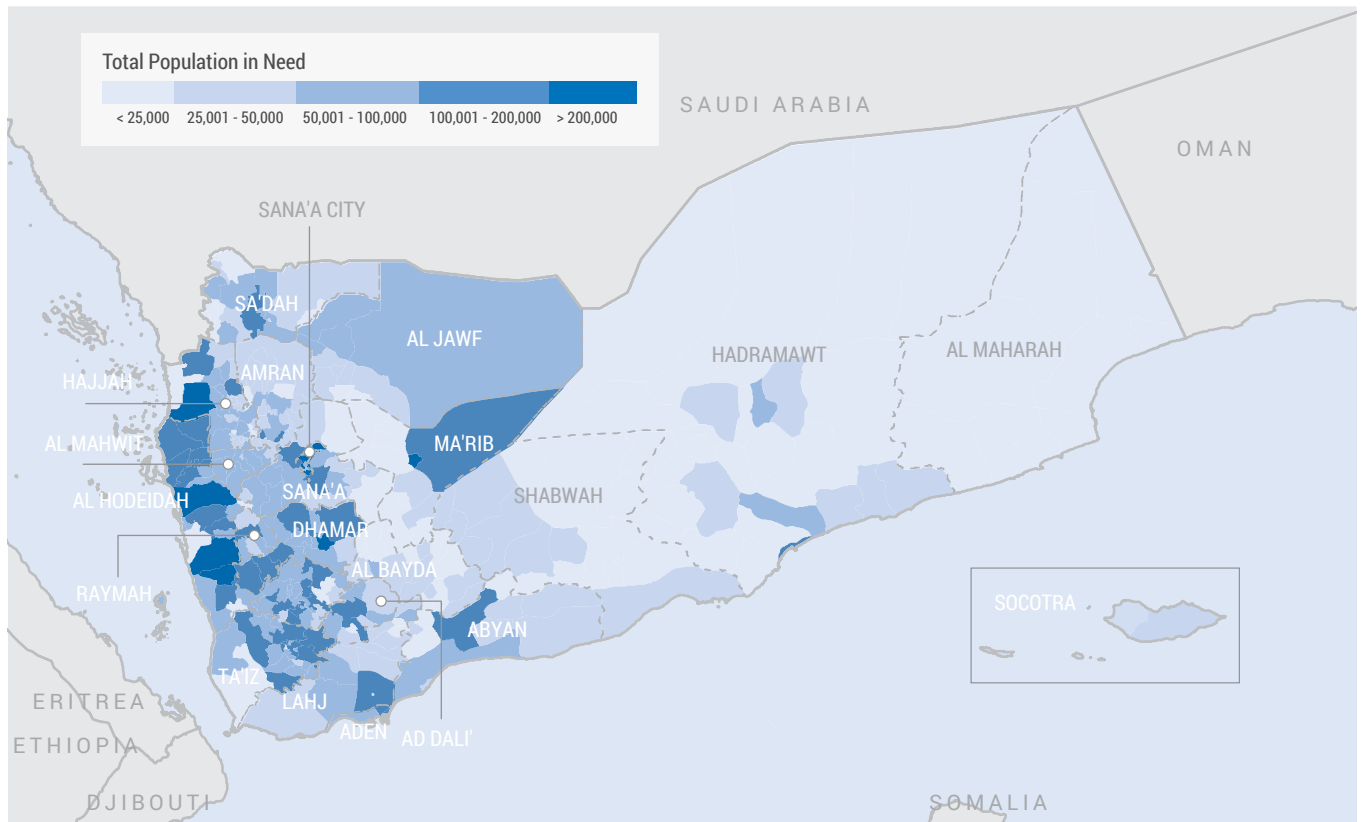 Total Population in Need
< 25,000
25,001 - 50,000
50,001 - 100,000
100,001 - 200,000
> 200,000
SAUDI ARABIA
OMAN
SANA'A CITY
SA'DAH
AL JAWF
HADRAMAWT
AL MAHARAH
HAJJAH
AMRAN
AL MAHWIT
MA'RIB
AL HODEIDAH
SANA'A
SHABWAH
DHAMAR
AL BAYDA
RAYMAH
SOCOTRA
ABYAN
TA'IZ
LAHJ
ERITREA
ADEN
AD DALI'
ETHIOPIA
DJIBOUTI
SOMALIA